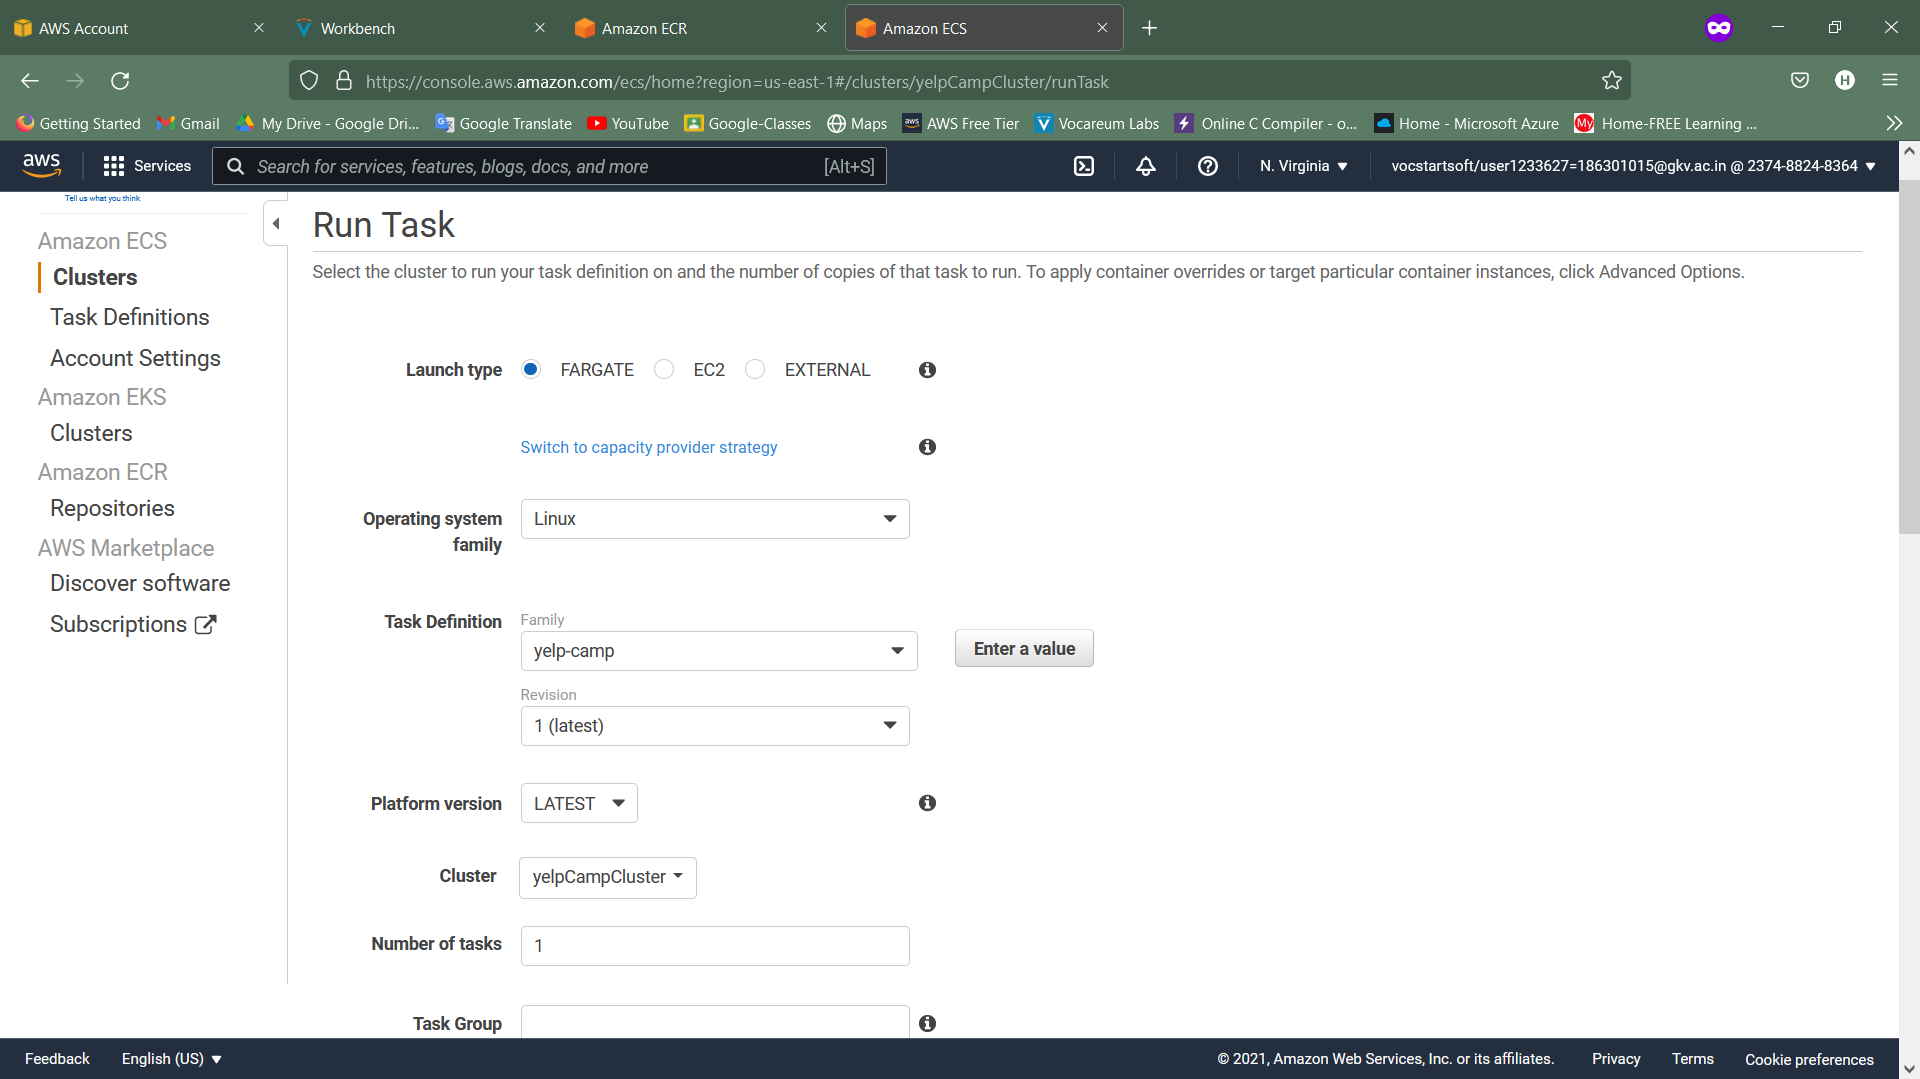 AWS Account
Workbench
Amazon ECR
Amazon ECS
https://console.aws.amazon.com/ecs/home?region=us-east-1#/clusters/yelpCampCluster/runTask
H
Getting Started
Gmail
My Drive - Google Dri...
Google Translate
YouTube
Google-Classes
Maps
aws AWS Free Tier
Vocareum Labs
Online C Compiler - o...
Home - Microsoft Azure
My Home-FREE Learning ...
aws
Services
Search for services, features, blogs, docs, and more
[Alt+S]
N. Virginia
vocstartsoft/user1233627=186301015@gkv.ac.in @ 2374-8824-8364
Tell us what you think
Amazon ECS
Clusters
Task Definitions
Account Settings
Amazon EKS
Clusters
Amazon ECR
Repositories
AWS Marketplace
Discover software
Subscriptions
Run Task
Select the cluster to run your task definition on and the number of copies of that task to run. To apply container overrides or target particular container instances, click Advanced Options.
Launch type FARGATE EC2 EXTERNAL
Switch to capacity provider strategy
Operating system family
Linux
Task Definition
Family
yelp-camp
Enter a value
Revision
1 (latest)
Platform version LATEST
Cluster yelpCampCluster
Number of tasks 1
Task Group
Feedback
English (US)
© 2021, Amazon Web Services, Inc. or its affiliates.
Privacy
Terms
Cookie preferences